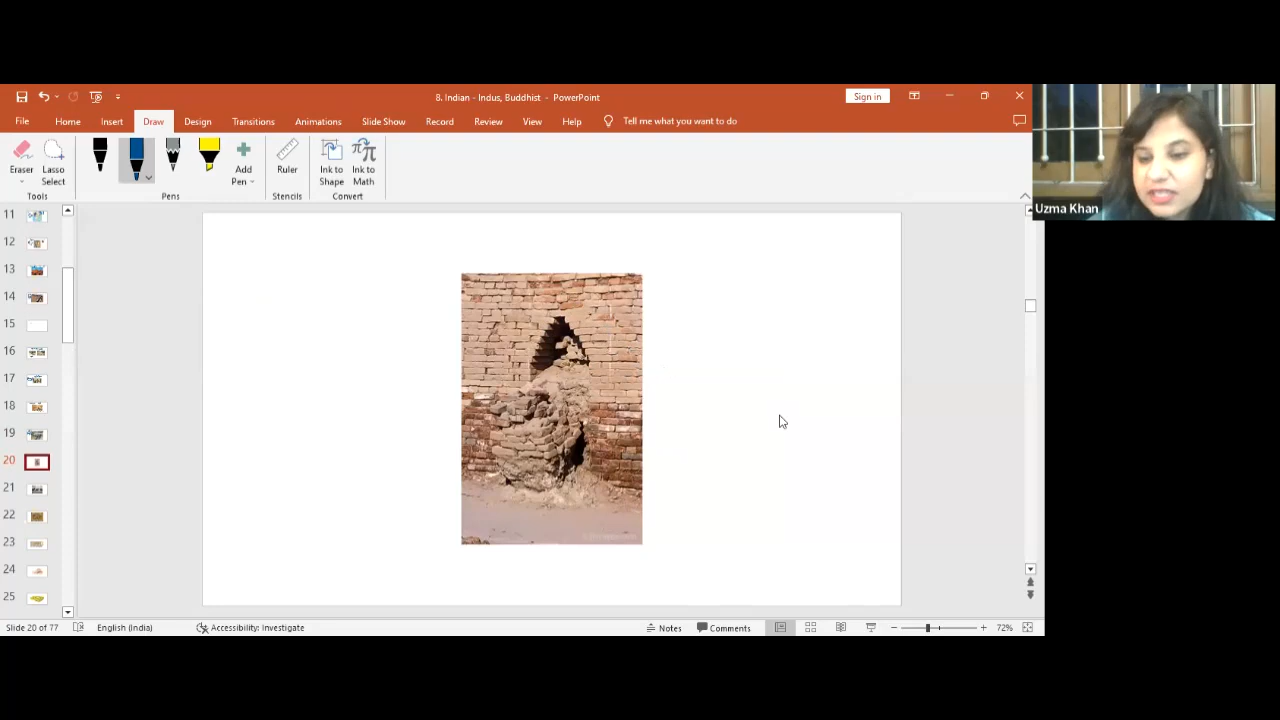 8. Indian - Indus, Buddhist - PowerPoint
Sign in
File Home Insert Draw Design Transitions Animations Slide Show Record Review View Help Tell me what you want to do
Eraser
Lasso Select
Add Pen
Ruler
Ink to Shape
Ink to Math
Tools
Pens
Stencils
Convert
Uzma Khan
11
12
13
14
15
16
17
18
19
20
21
22
23
24
25
Slide 20 of 77 English (India) Accessibility: Investigate Notes Comments 72%